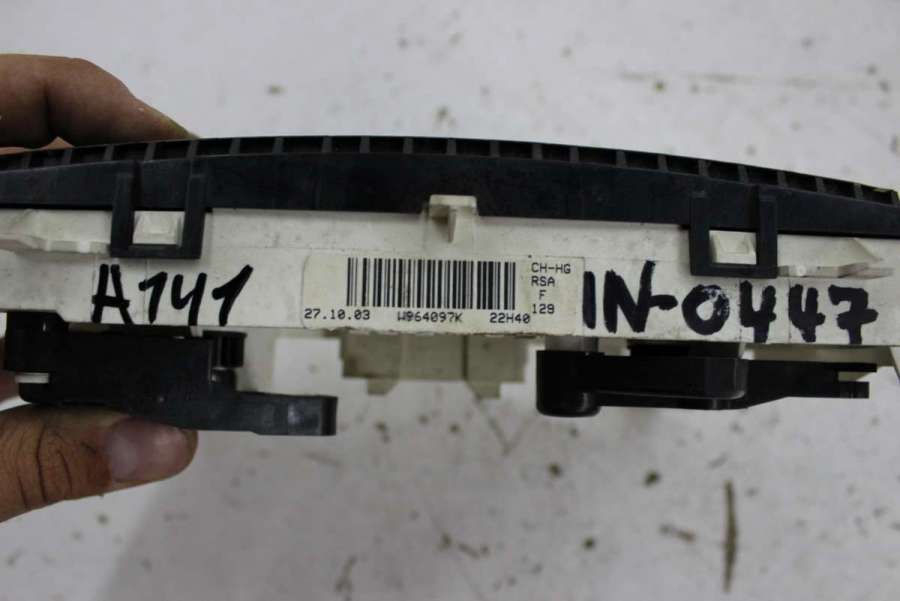 A141
CH-HG
RSA
F
129
27.10.03 W964097K 22H40
IN-0447